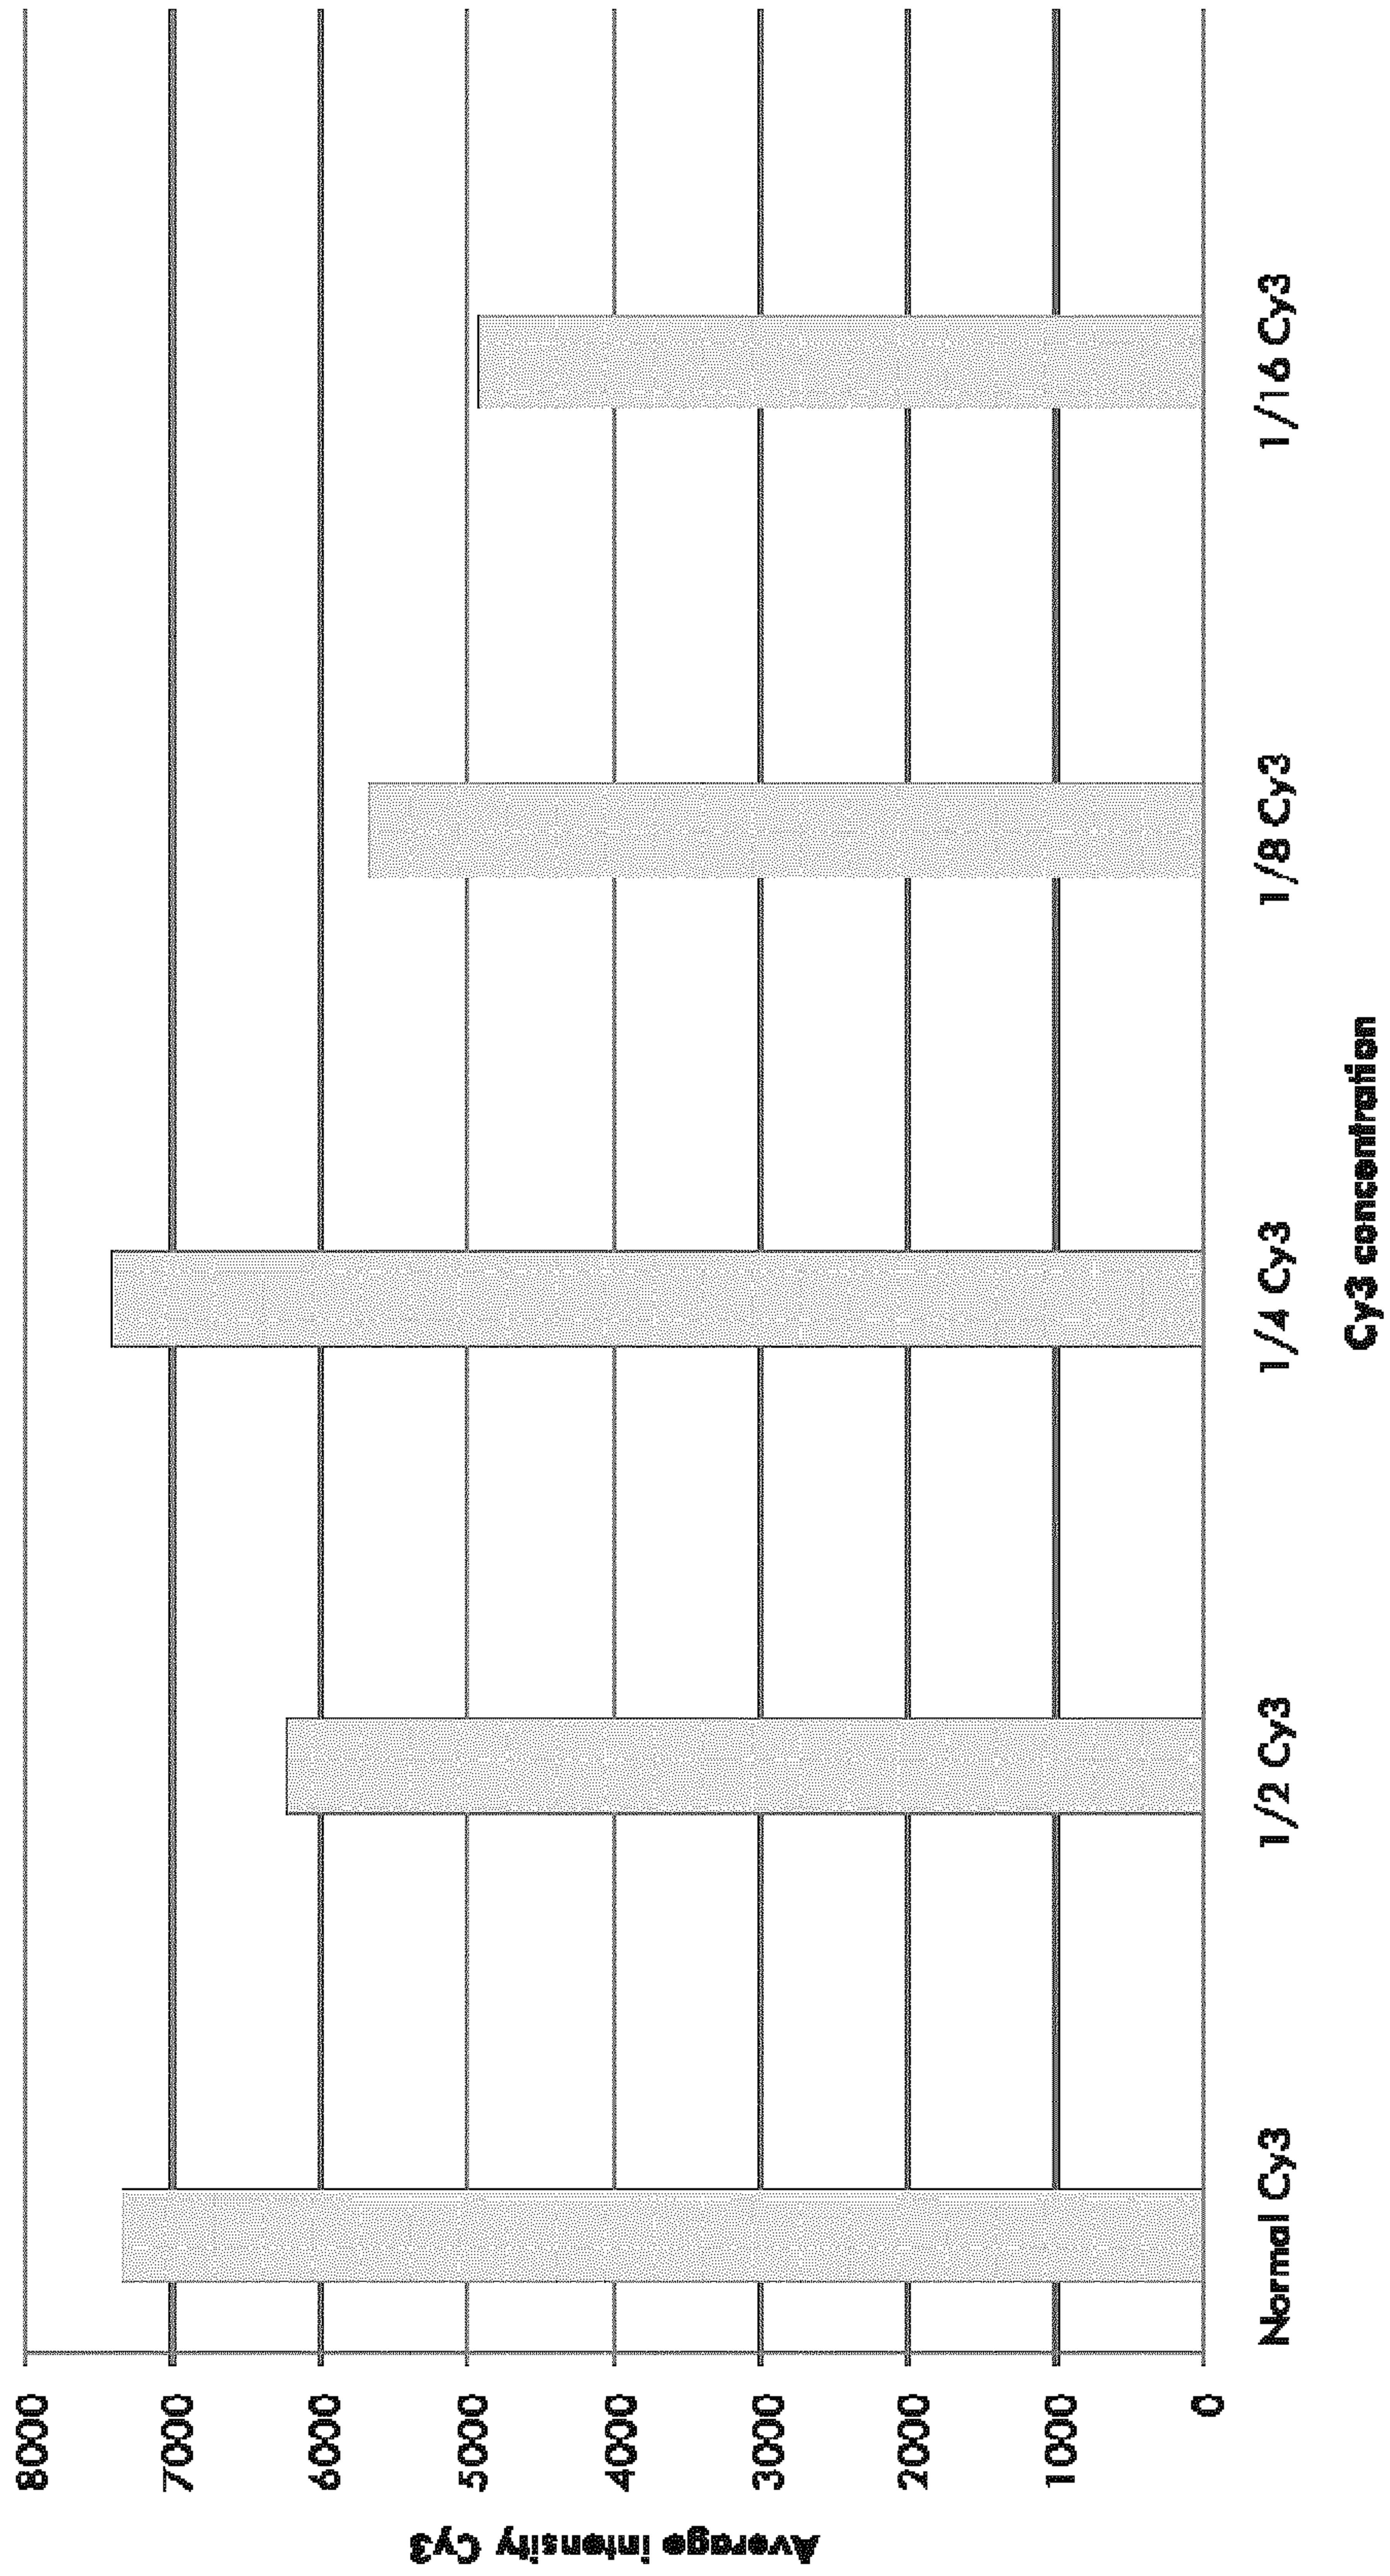 Average intensity Cy3
8000
7000
6000
5000
4000
3000
2000
1000
0
Normal Cy3
1/2 Cy3
1/4 Cy3
1/8 Cy3
1/16 Cy3
Cy3 concentration